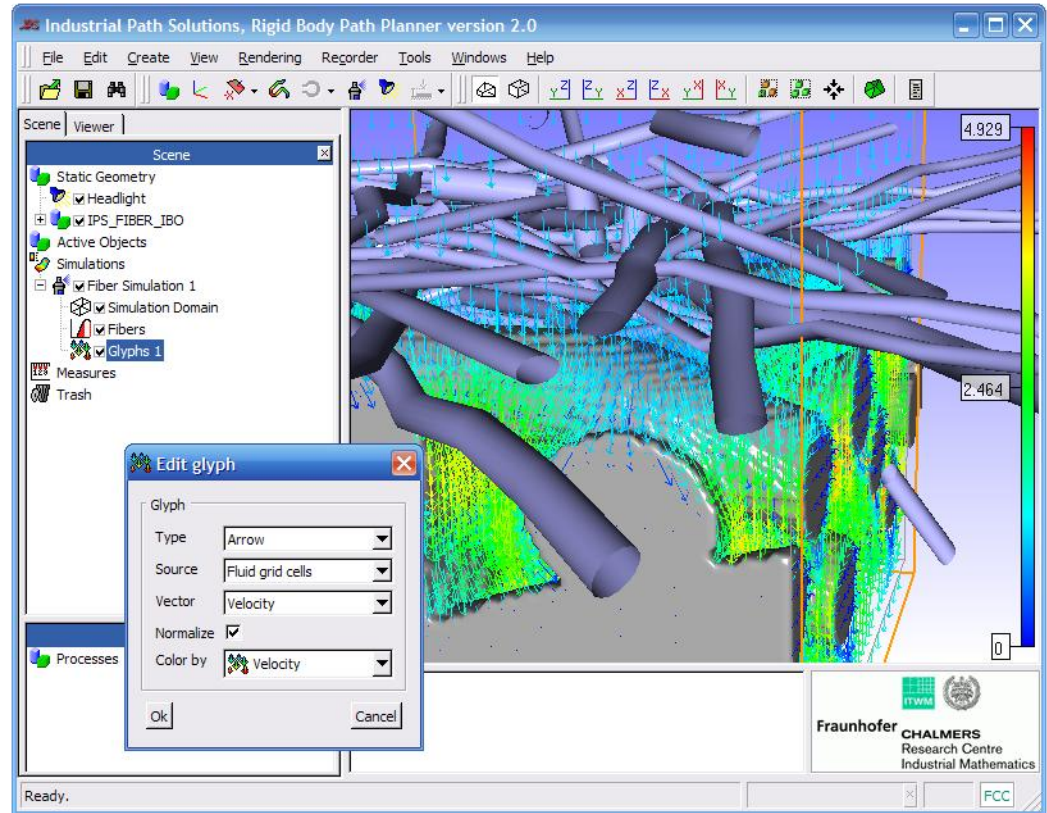 Industrial Path Solutions, Rigid Body Path Planner version 2.0
File Edit Create View Rendering Recorder Tools Windows Help
Y Z Z Y X Z Z X Y X X Y
Scene Viewer
Scene
Static Geometry
Headlight
IPS_FIBER_IBO
Active Objects
Simulations
Fiber Simulation 1
Simulation Domain
Fibers
Glyphs 1
Measures
Trash
4.929
2.464
0
Edit glyph
Glyph
Type Arrow
Source Fluid grid cells
Vector Velocity
Normalize
Color by Velocity
Ok Cancel
Processes
ITWM
Fraunhofer CHALMERS
Research Centre
Industrial Mathematics
Ready.
FCC